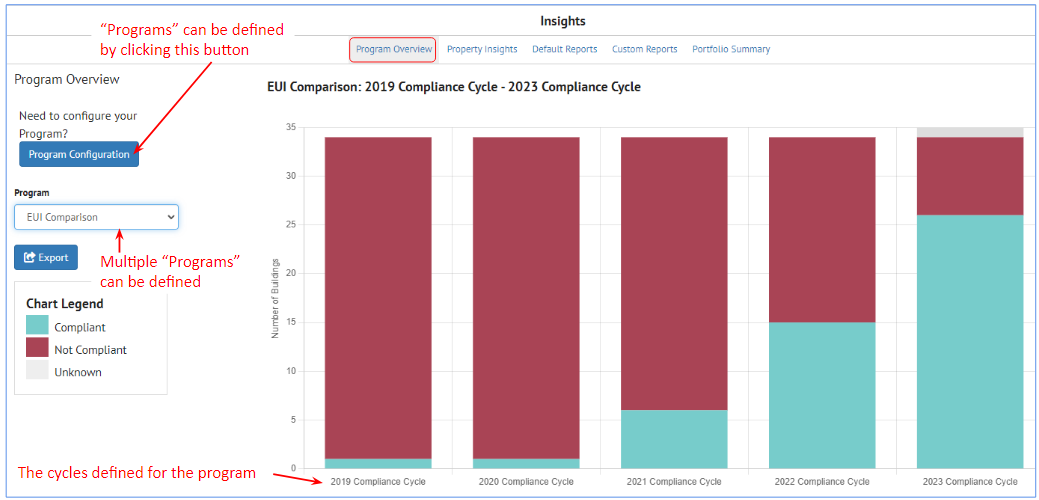 Insights
“Programs” can be defined
by clicking this button
Program Overview
Property Insights
Default Reports
Custom Reports
Portfolio Summary
Program Overview
Need to configure your
Program?
Program Configuration
Program
EUI Comparison
Export
Multiple “Programs”
can be defined
Chart Legend
Compliant
Not Compliant
Unknown
The cycles defined for the program
EUI Comparison: 2019 Compliance Cycle - 2023 Compliance Cycle
Number of Buildings
35
30
25
20
15
10
5
0
2019 Compliance Cycle
2020 Compliance Cycle
2021 Compliance Cycle
2022 Compliance Cycle
2023 Compliance Cycle